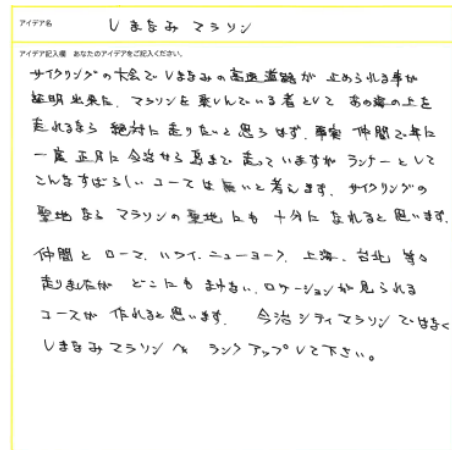 アイデア名
しまなみ マラソン
アイデア記入欄 あなたのアイデアをご記入ください。
サイクリングの大会で しまなみの高速道路が 止められる事が
証明出来た. マラソンを楽しんでいる者として あの海の上を
走れるなら 絶対に走りたいと思うはず. 事実 仲間で年に
一度 正月に今治から 島まで 走っていますが ランナーとして
こんなすばらしい コースは無いと考えます. サイクリングの
聖地 なら マラソンの聖地 にも 十分に なれると思います.
仲間と ローマ. ハワイ. ニューヨーク. 上海. 台北 等々
走りましたが どこにも まけない. ロケーションが見られる
コースが 作れると思います. 今治シティマラソン ではなく
しまなみマラソン へ ランクアップして下さい。